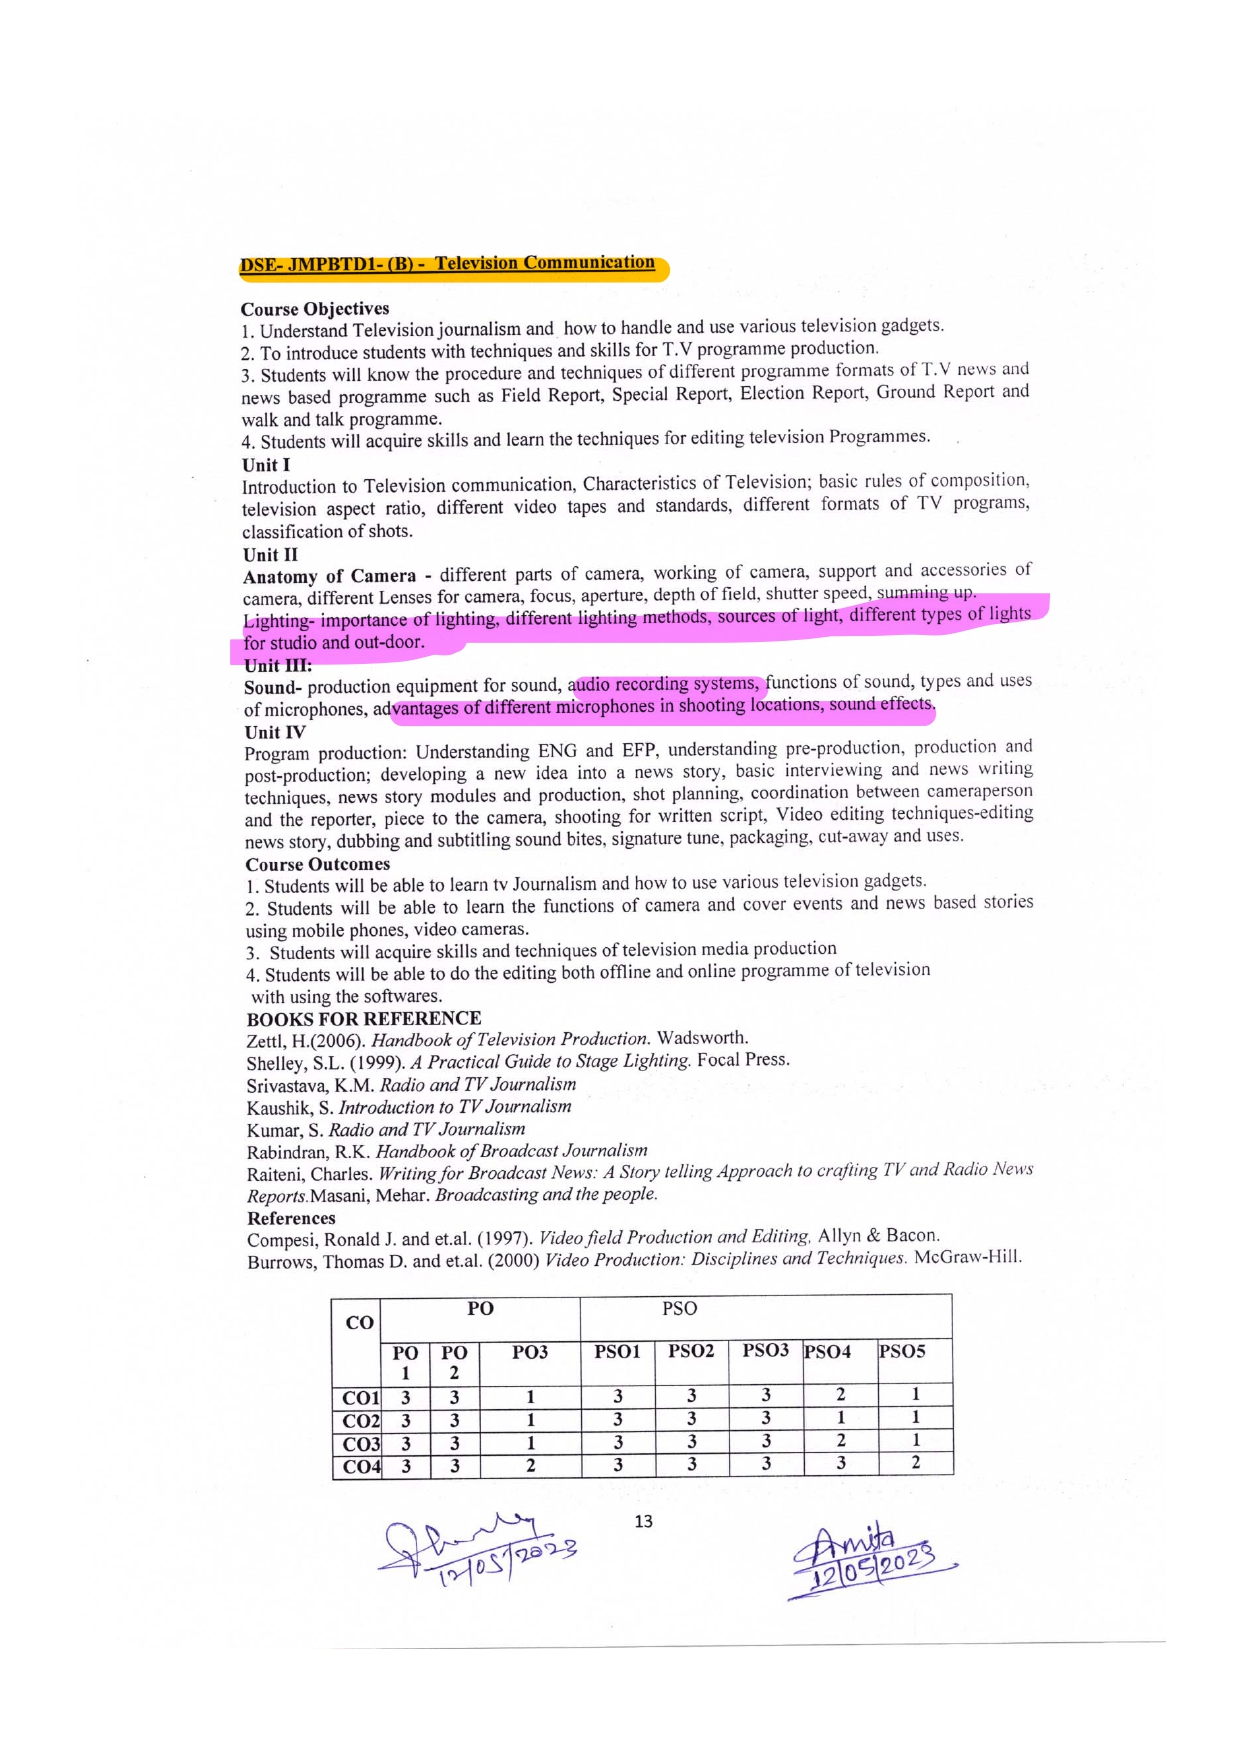 DSE- JMPBTD1- (B) - Television Communication
Course Objectives
1. Understand Television journalism and how to handle and use various television gadgets.
2. To introduce students with techniques and skills for T.V programme production.
3. Students will know the procedure and techniques of different programme formats of T.V news and
news based programme such as Field Report, Special Report, Election Report, Ground Report and
walk and talk programme.
4. Students will acquire skills and learn the techniques for editing television Programmes.
Unit I
Introduction to Television communication, Characteristics of Television; basic rules of composition,
television aspect ratio, different video tapes and standards, different formats of TV programs,
classification of shots.
Unit II
Anatomy of Camera - different parts of camera, working of camera, support and accessories of
camera, different Lenses for camera, focus, aperture, depth of field, shutter speed, summing up.
Lighting- importance of lighting, different lighting methods, sources of light, different types of lights
for studio and out-door.
Unit III:
Sound- production equipment for sound, audio recording systems, functions of sound, types and uses
of microphones, advantages of different microphones in shooting locations, sound effects.
Unit IV
Program production: Understanding ENG and EFP, understanding pre-production, production and
post-production; developing a new idea into a news story, basic interviewing and news writing
techniques, news story modules and production, shot planning, coordination between cameraperson
and the reporter, piece to the camera, shooting for written script, Video editing techniques-editing
news story, dubbing and subtitling sound bites, signature tune, packaging, cut-away and uses.
Course Outcomes
1. Students will be able to learn tv Journalism and how to use various television gadgets.
2. Students will be able to learn the functions of camera and cover events and news based stories
using mobile phones, video cameras.
3. Students will acquire skills and techniques of television media production
4. Students will be able to do the editing both offline and online programme of television
with using the softwares.
BOOKS FOR REFERENCE
Zettl, H.(2006). Handbook of Television Production. Wadsworth.
Shelley, S.L. (1999). A Practical Guide to Stage Lighting. Focal Press.
Srivastava, K.M. Radio and TV Journalism
Kaushik, S. Introduction to TV Journalism
Kumar, S. Radio and TV Journalism
Rabindran, R.K. Handbook of Broadcast Journalism
Raiteni, Charles. Writing for Broadcast News: A Story telling Approach to crafting TV and Radio News
Reports.Masani, Mehar. Broadcasting and the people.
References
Compesi, Ronald J. and et.al. (1997). Video field Production and Editing, Allyn & Bacon.
Burrows, Thomas D. and et.al. (2000) Video Production: Disciplines and Techniques. McGraw-Hill.
CO PO PSO
PO 1 PO 2 PO3 PSO1 PSO2 PSO3 PSO4 PSO5
CO1 3 3 1 3 3 3 2 1
CO2 3 3 1 3 3 3 1 1
CO3 3 3 1 3 3 3 2 1
CO4 3 3 2 3 3 3 3 2
13
12/05/2023
Amita
12/05/2023